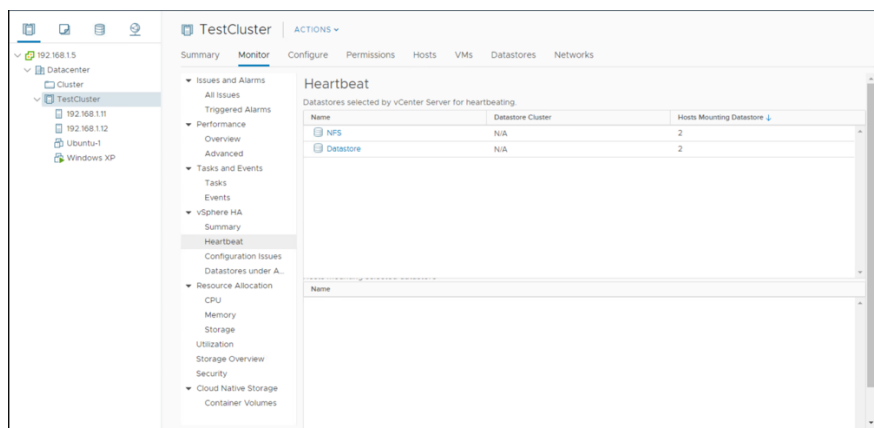 TestCluster ACTIONS
192.168.1.5
Datacenter
Cluster
TestCluster
192.168.1.11
192.168.1.12
Ubuntu-1
Windows XP
Summary Monitor Configure Permissions Hosts VMs Datastores Networks
Issues and Alarms
All Issues
Triggered Alarms
Performance
Overview
Advanced
Tasks and Events
Tasks
Events
vSphere HA
Summary
Heartbeat
Configuration Issues
Datastores under A...
Resource Allocation
CPU
Memory
Storage
Utilization
Storage Overview
Security
Cloud Native Storage
Container Volumes
Heartbeat
Datastores selected by vCenter Server for heartbeating.
Name Datastore Cluster Hosts Mounting Datastore ↓
NFS N/A 2
Datastore N/A 2
Name